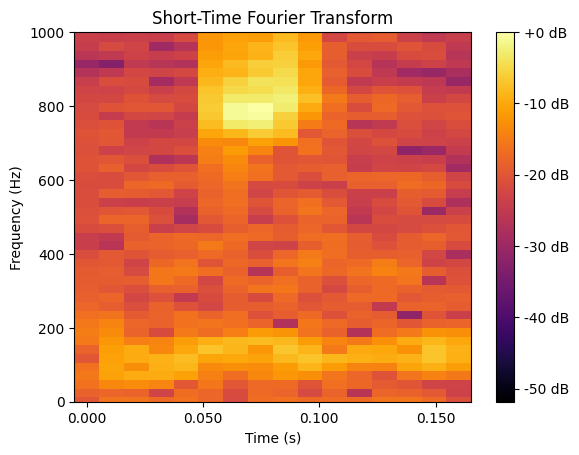 Short-Time Fourier Transform
1000
800
600
400
200
0
Frequency (Hz)
0.000
0.050
0.100
0.150
Time (s)
+0 dB
-10 dB
-20 dB
-30 dB
-40 dB
-50 dB